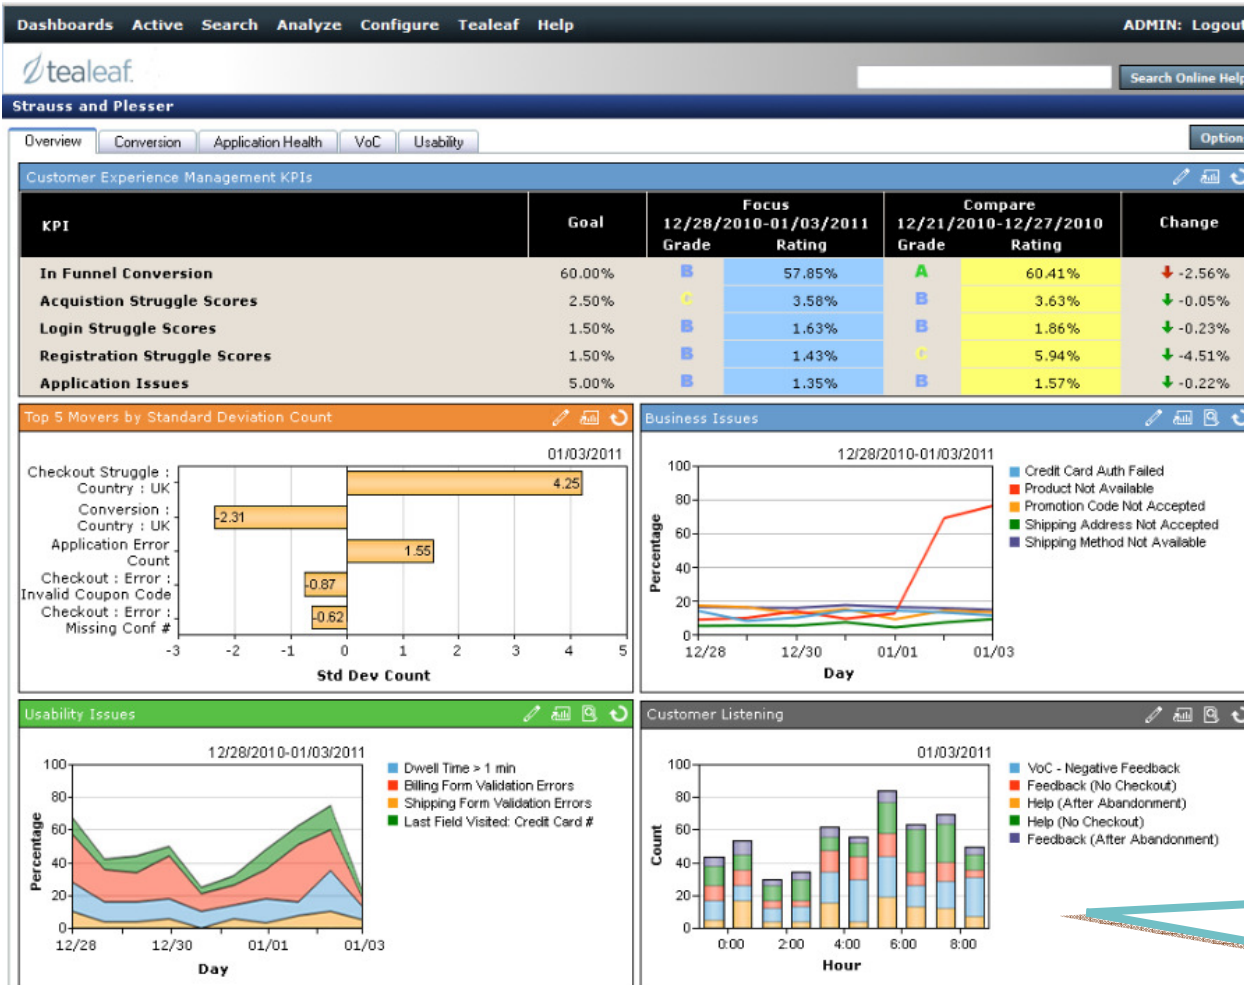 Dashboards Active Search Analyze Configure Tealeaf Help ADMIN: Logout
tealeaf. Search Online Help
Strauss and Plesser
Overview Conversion Application Health VoC Usability Option
Customer Experience Management KPIs
KPI Goal Focus 12/28/2010-01/03/2011 Compare 12/21/2010-12/27/2010 Change
Grade Rating Grade Rating
In Funnel Conversion 60.00% B 57.85% A 60.41% -2.56%
Acquistion Struggle Scores 2.50% C 3.58% B 3.63% -0.05%
Login Struggle Scores 1.50% B 1.63% B 1.86% -0.23%
Registration Struggle Scores 1.50% B 1.43% C 5.94% -4.51%
Application Issues 5.00% B 1.35% B 1.57% -0.22%
Top 5 Movers by Standard Deviation Count
01/03/2011
Checkout Struggle :
Country : UK
4.25
Conversion :
Country : UK
-2.31
Application Error
Count
1.55
Checkout : Error :
Invalid Coupon Code
-0.87
Checkout : Error :
Missing Conf #
-0.62
-3 -2 -1 0 1 2 3 4 5
Std Dev Count
Business Issues
12/28/2010-01/03/2011
100
80
60
40
20
0
Percentage
12/28 12/30 01/01 01/03
Day
Credit Card Auth Failed
Product Not Available
Promotion Code Not Accepted
Shipping Address Not Accepted
Shipping Method Not Available
Usability Issues
12/28/2010-01/03/2011
100
80
60
40
20
0
Percentage
12/28 12/30 01/01 01/03
Day
Dwell Time > 1 min
Billing Form Validation Errors
Shipping Form Validation Errors
Last Field Visited: Credit Card #
Customer Listening
01/03/2011
100
80
60
40
20
0
Count
0:00 2:00 4:00 6:00 8:00
Hour
VoC - Negative Feedback
Feedback (No Checkout)
Help (After Abandonment)
Help (No Checkout)
Feedback (After Abandonment)